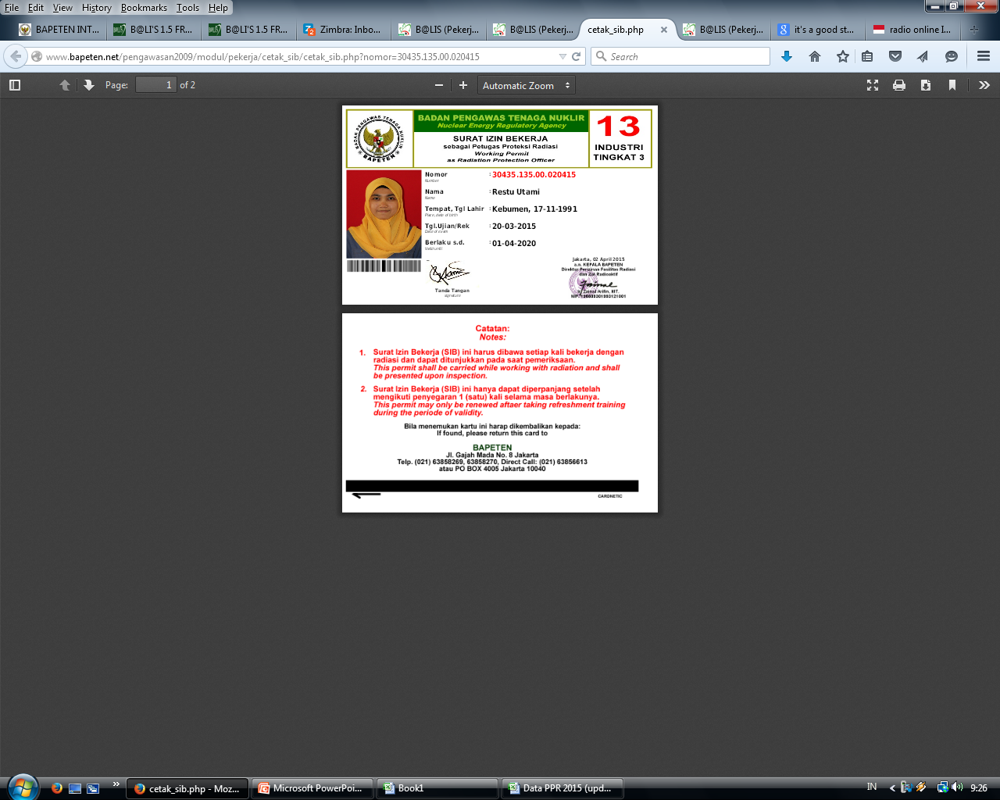 File Edit View History Bookmarks Tools Help
BAPETEN INT... B@LI'S 1.5 FR... B@LI'S 1.5 FR... Zimbra: Inbo... B@LIS (Pekerj... B@LIS (Pekerj... cetak_sib.php B@LIS (Pekerj... it's a good st... radio online I...
www.bapeten.net/pengawasan2009/modul/pekerja/cetak_sib/cetak_sib.php?nomor=30435.135.00.020415
Search
Page: 1 of 2
Automatic Zoom
BADAN PENGAWAS TENAGA NUKLIR
BAPETEN
BADAN PENGAWAS TENAGA NUKLIR
Nuclear Energy Regulatory Agency
SURAT IZIN BEKERJA
sebagai Petugas Proteksi Radiasi
Working Permit
as Radiation Protection Officer
13
INDUSTRI
TINGKAT 3
Nomor : 30435.135.00.020415
Number
Nama : Restu Utami
Name
Tempat, Tgl Lahir : Kebumen, 17-11-1991
Place, date of birth
Tgl.Ujian/Rek : 20-03-2015
Date of exam
Berlaku s.d. : 01-04-2020
Valid until
Tanda Tangan
signature
Jakarta, 02 April 2015
a.n. KEPALA BAPETEN
Direktur Perizinan Fasilitas Radiasi
dan Zat Radioaktif
Zainal Arifin, MT.
Catatan:
Notes:
1. Surat Izin Bekerja (SIB) ini harus dibawa setiap kali bekerja dengan
radiasi dan dapat ditunjukkan pada saat pemeriksaan.
This permit shall be carried while working with radiation and shall
be presented upon inspection.
2. Surat Izin Bekerja (SIB) ini hanya dapat diperpanjang setelah
mengikuti penyegaran 1 (satu) kali selama masa berlakunya.
This permit may only be renewed aftaer taking refreshment training
during the periode of validity.
Bila menemukan kartu ini harap dikembalikan kepada:
If found, please return this card to
BAPETEN
Jl. Gajah Mada No. 8 Jakarta
Telp. (021) 63858269, 63858270, Direct Call: (021) 63856613
atau PO BOX 4005 Jakarta 10040
CARDNETIC
cetak_sib.php - Moz... Microsoft PowerPoi... Book1 Data PPR 2015 (upd... IN 9:26